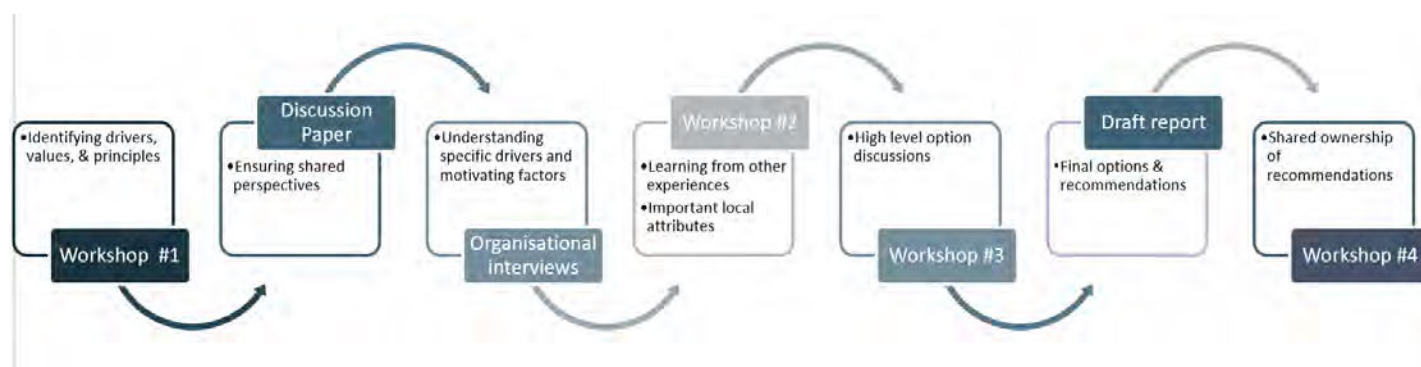 •Identifying drivers,
values, & principles
Workshop #1
Discussion
Paper
•Ensuring shared
perspectives
•Understanding
specific drivers and
motivating factors
Organisational
interviews
Workshop #2
•Learning from other
experiences
•Important local
attributes
•High level option
discussions
Workshop #3
Draft report
•Final options &
recommendations
•Shared ownership
of
recommendations
Workshop #4